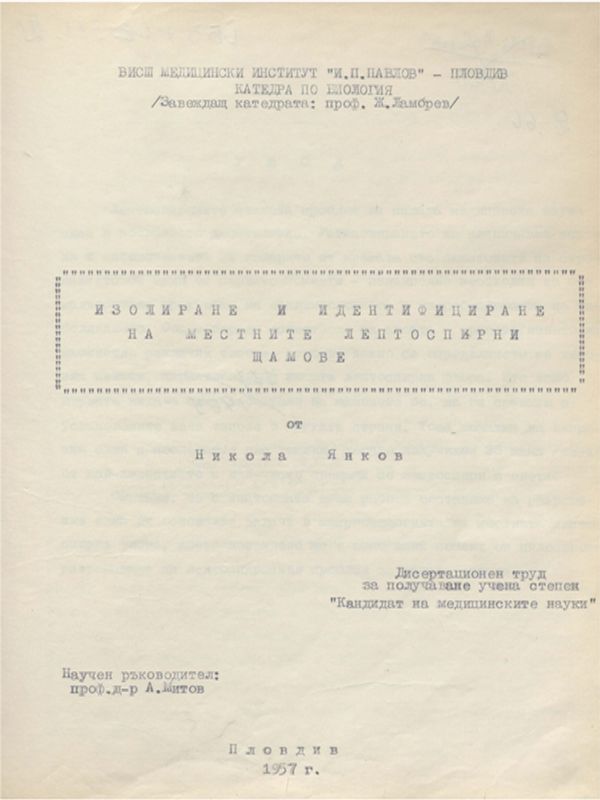 ВИСШ МЕДИЦИНСКИ ИНСТИТУТ "И.П.ПАВЛОВ" - ПЛОВДИВ
КАТЕДРА ПО БИОЛОГИЯ
/Завеждащ катедрата: проф. Ж.Ламбрев/
ИЗОЛИРАНЕ И ИДЕНТИФИЦИРАНЕ
НА МЕСТНИТЕ ЛЕПТОСПИРНИ
ЩАМОВЕ
от
Никола Янков
Дисертационен труд
за получаване учена степен
"Кандидат на медицинските науки"
Научен ръководител:
проф.д-р А.Митов
Пловдив
1957 г.